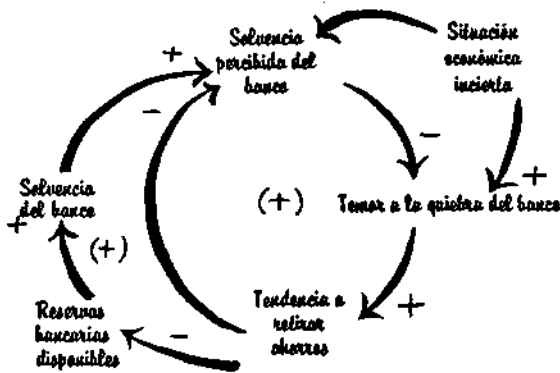 Solvencia
percibida del
banco
Situación
económica
incierta
+
-
-
+
Solvencia
del banco
+
(+)
(+)
Temor a la quiebra del banco
Reservas
bancarias
disponibles
-
Tendencia a
retirar
ahorros
+